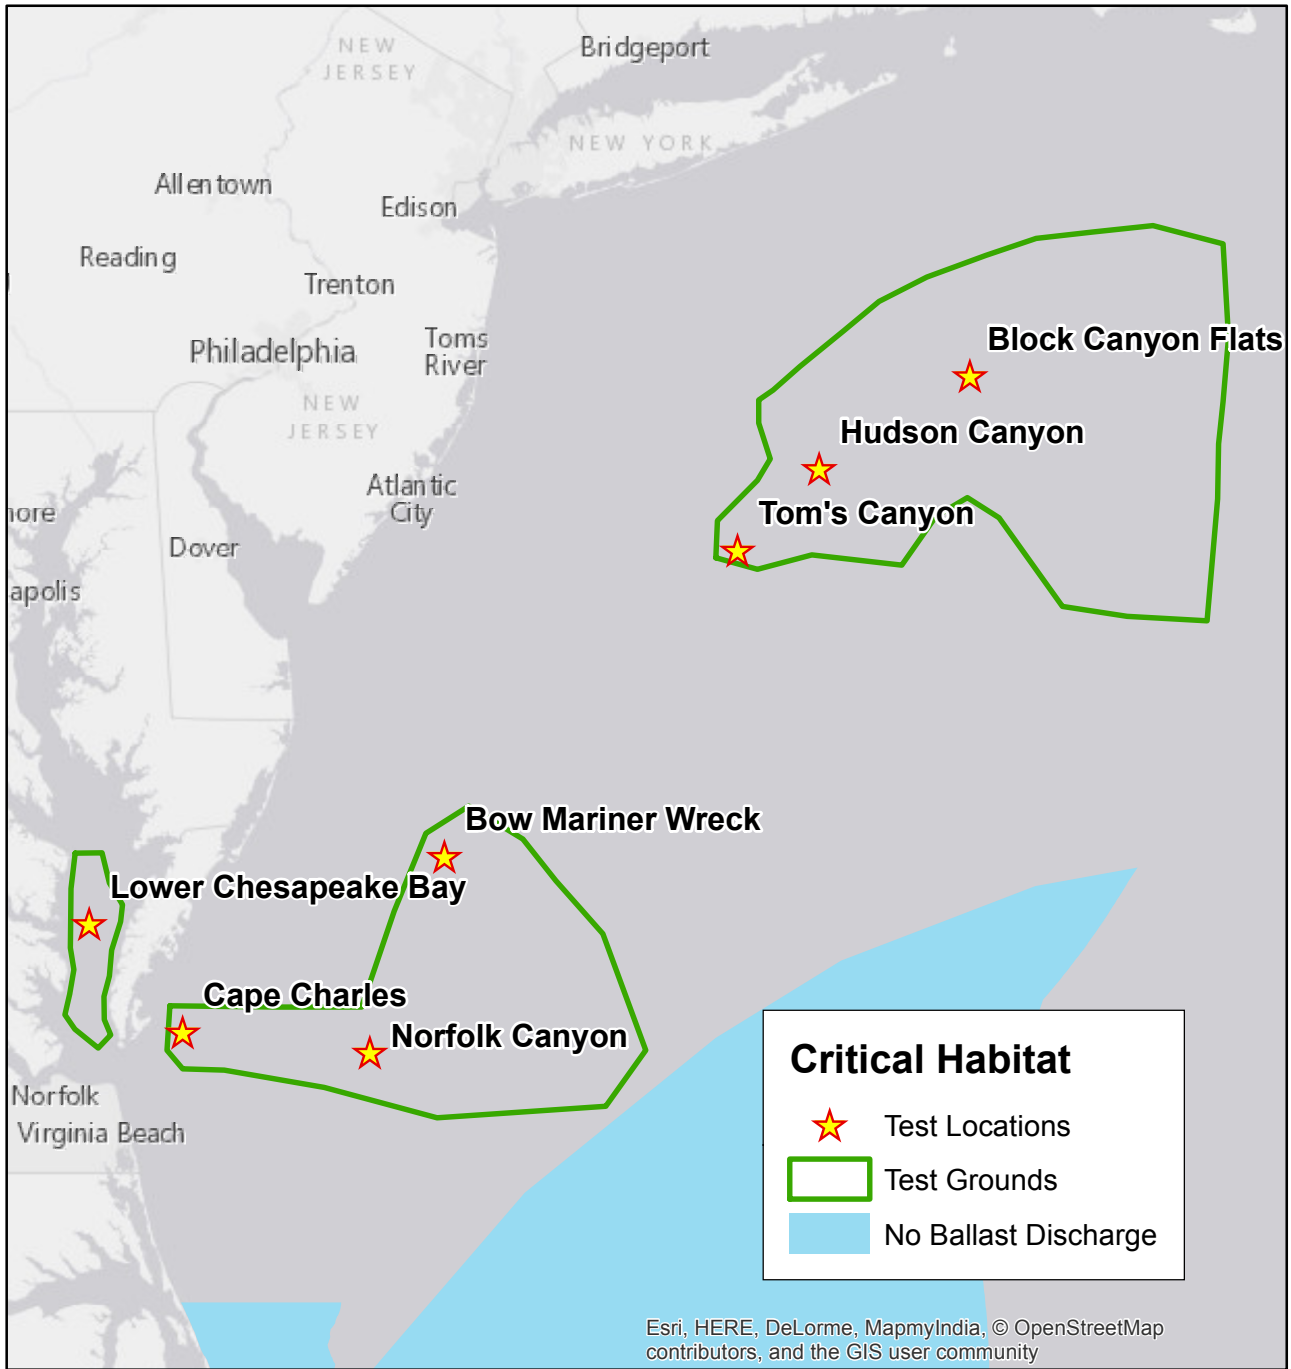 Bridgeport
NEW
JERSEY
NEW YORK
Allentown
Edison
Reading
Trenton
Philadelphia
Toms
River
NEW
JERSEY
Atlantic
City
Dover
ore
apolis
Block Canyon Flats
Hudson Canyon
Tom's Canyon
Bow Mariner Wreck
Lower Chesapeake Bay
Cape Charles
Norfolk Canyon
Norfolk
Virginia Beach
Critical Habitat
Test Locations
Test Grounds
No Ballast Discharge
Esri, HERE, DeLorme, MapmyIndia, © OpenStreetMap
contributors, and the GIS user community